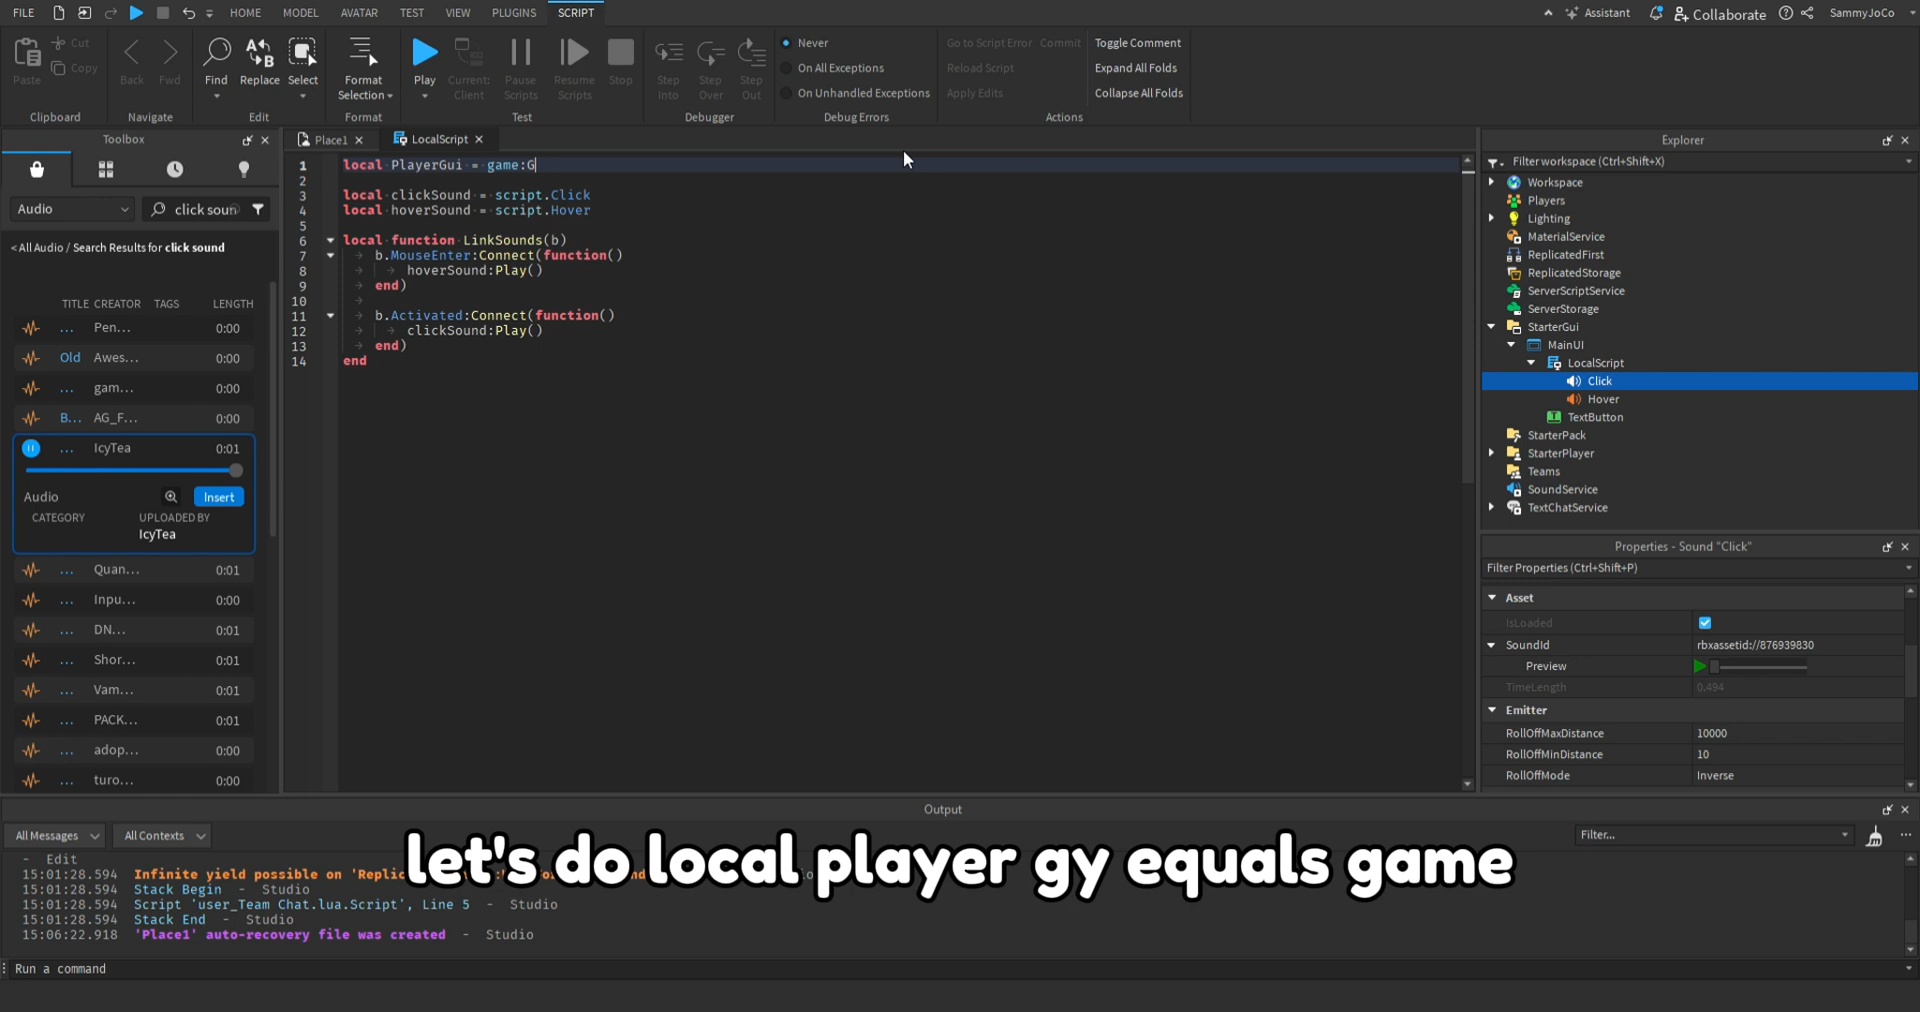 FILE HOME MODEL AVATAR TEST VIEW PLUGINS SCRIPT Assistant Collaborate SammyJoCo
Paste Cut Copy Back Fwd Find Replace Select Format Selection Play Current: Client Pause Scripts Resume Scripts Stop Step Into Step Over Step Out
Never
On All Exceptions
On Unhandled Exceptions
Go to Script Error Commit
Reload Script
Apply Edits
Toggle Comment
Expand All Folds
Collapse All Folds
Clipboard Navigate Edit Format Test Debugger Debug Errors Actions
Toolbox
Audio click soun
< All Audio / Search Results for click sound
TITLE CREATOR TAGS LENGTH
... Pen... 0:00
Old Awes... 0:00
... gam... 0:00
B... AG_F... 0:00
... IcyTea 0:01
Audio Insert
CATEGORY UPLOADED BY
IcyTea
... Quan... 0:01
... Inpu... 0:00
... DN... 0:01
... Shor... 0:01
... Vam... 0:01
... PACK... 0:01
... adop... 0:00
... turo... 0:00
Place1 LocalScript
1 local PlayerGui = game:G
2
3 local clickSound = script.Click
4 local hoverSound = script.Hover
5
6 local function LinkSounds(b)
7 b.MouseEnter:Connect(function()
8 hoverSound:Play()
9 end)
10
11 b.Activated:Connect(function()
12 clickSound:Play()
13 end)
14 end
Explorer
Filter workspace (Ctrl+Shift+X)
Workspace
Players
Lighting
MaterialService
ReplicatedFirst
ReplicatedStorage
ServerScriptService
ServerStorage
StarterGui
MainUI
LocalScript
Click
Hover
TextButton
StarterPack
StarterPlayer
Teams
SoundService
TextChatService
Properties - Sound "Click"
Filter Properties (Ctrl+Shift+P)
Asset
IsLoaded
SoundId rbxassetid://876939830
Preview
TimeLength 0.494
Emitter
RollOffMaxDistance 10000
RollOffMinDistance 10
RollOffMode Inverse
Output
All Messages All Contexts Filter...
- Edit
15:01:28.594 Infinite yield possible on 'Replic
15:01:28.594 Stack Begin - Studio
15:01:28.594 Script 'user_Team Chat.lua.Script', Line 5 - Studio
15:01:28.594 Stack End - Studio
15:06:22.918 'Place1' auto-recovery file was created - Studio
let's do local player gy equals game
Run a command